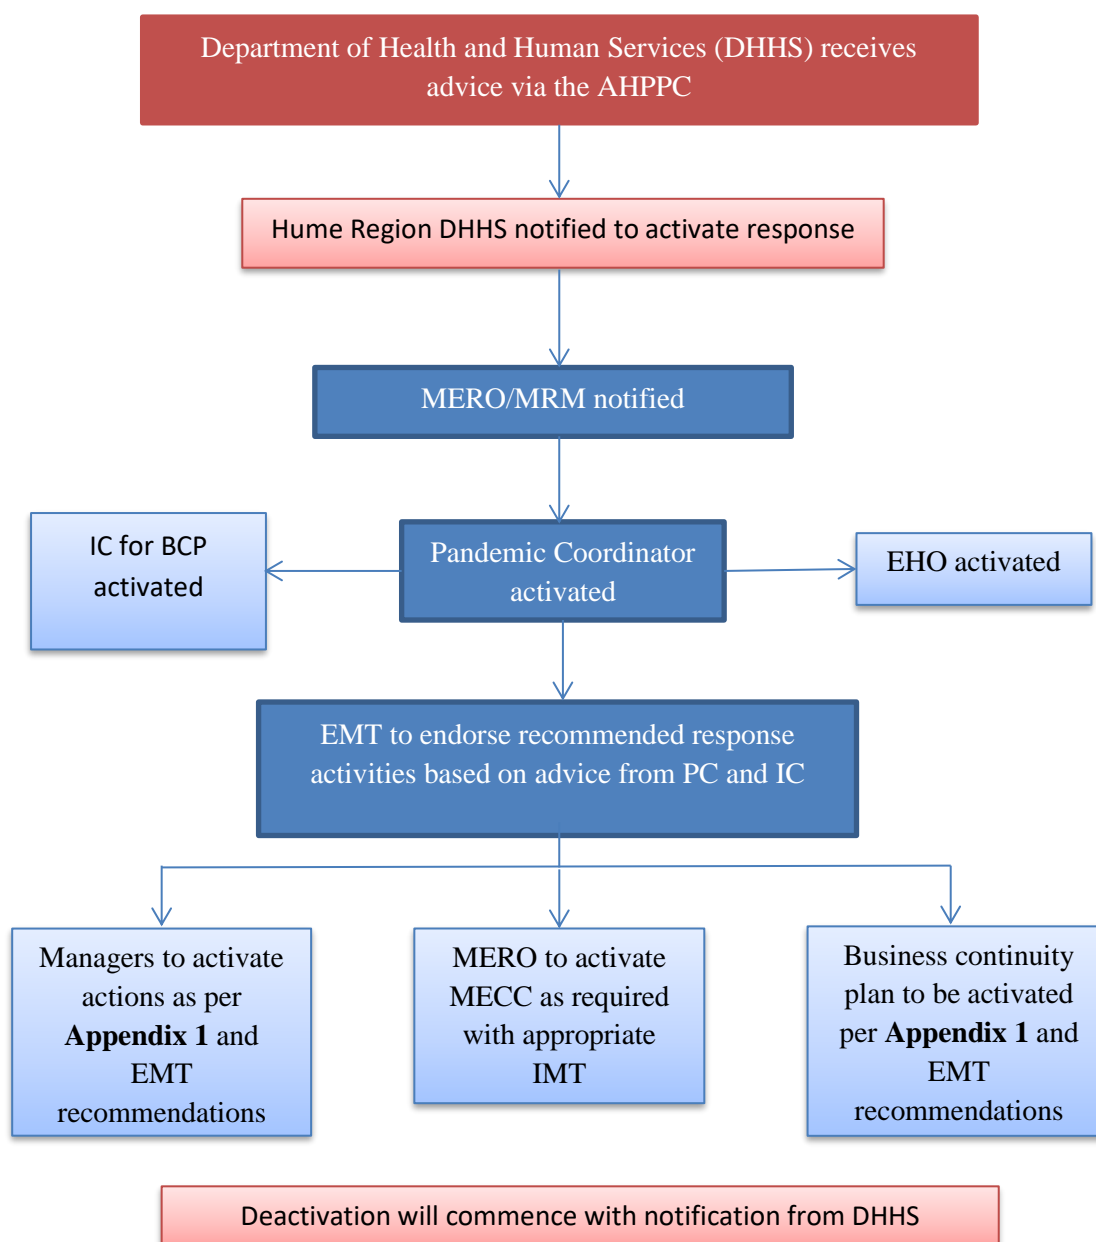 Department of Health and Human Services (DHHS) receives
advice via the AHPPC
Hume Region DHHS notified to activate response
MERO/MRM notified
IC for BCP
activated
Pandemic Coordinator
activated
EHO activated
EMT to endorse recommended response
activities based on advice from PC and IC
Managers to activate
actions as per
Appendix 1 and
EMT
recommendations
MERO to activate
MECC as required
with appropriate
IMT
Business continuity
plan to be activated
per Appendix 1 and
EMT
recommendations
Deactivation will commence with notification from DHHS